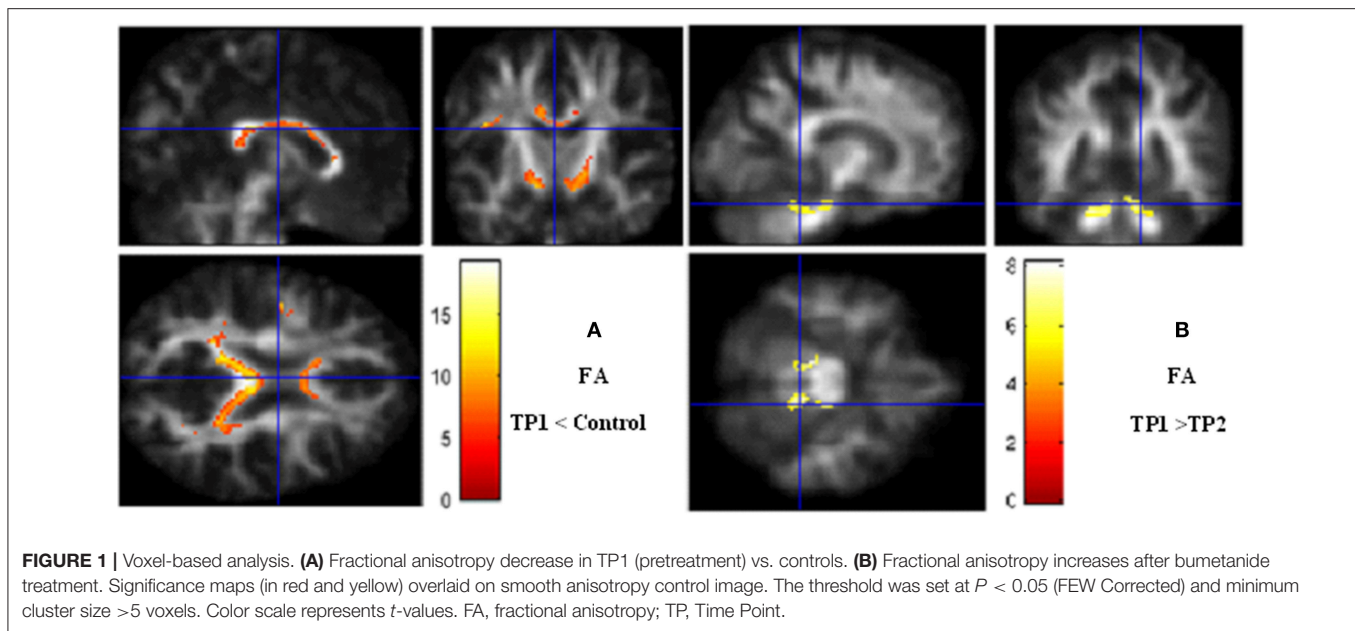 15
10
5
0
A
FA
TP1 < Control
8
6
4
2
0
B
FA
TP1 >TP2
FIGURE 1 | Voxel-based analysis. (A) Fractional anisotropy decrease in TP1 (pretreatment) vs. controls. (B) Fractional anisotropy increases after bumetanide
treatment. Significance maps (in red and yellow) overlaid on smooth anisotropy control image. The threshold was set at P < 0.05 (FEW Corrected) and minimum
cluster size >5 voxels. Color scale represents t-values. FA, fractional anisotropy; TP, Time Point.